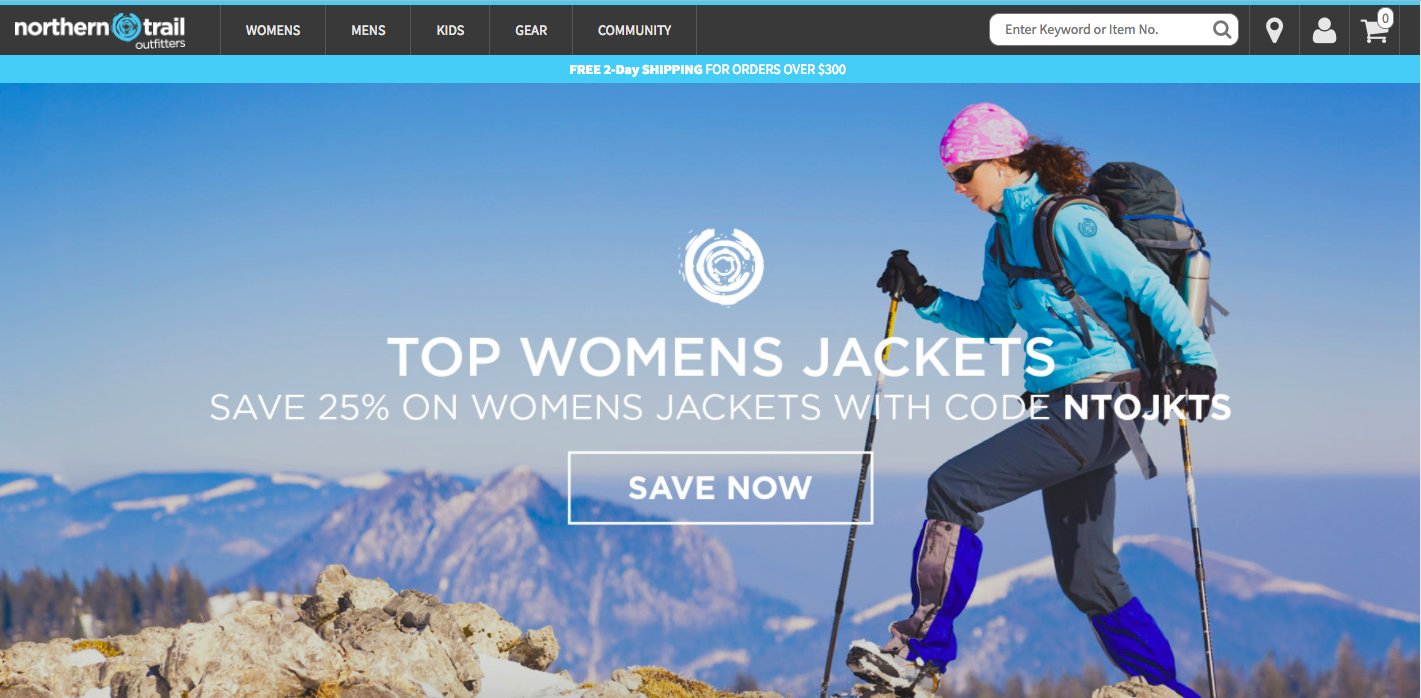 northern trail
outfitters
WOMENS
MENS
KIDS
GEAR
COMMUNITY
Enter Keyword or Item No.
0
FREE 2-Day SHIPPING FOR ORDERS OVER $300
TOP WOMENS JACKETS
SAVE 25% ON WOMENS JACKETS WITH CODE NTOJKTS
SAVE NOW